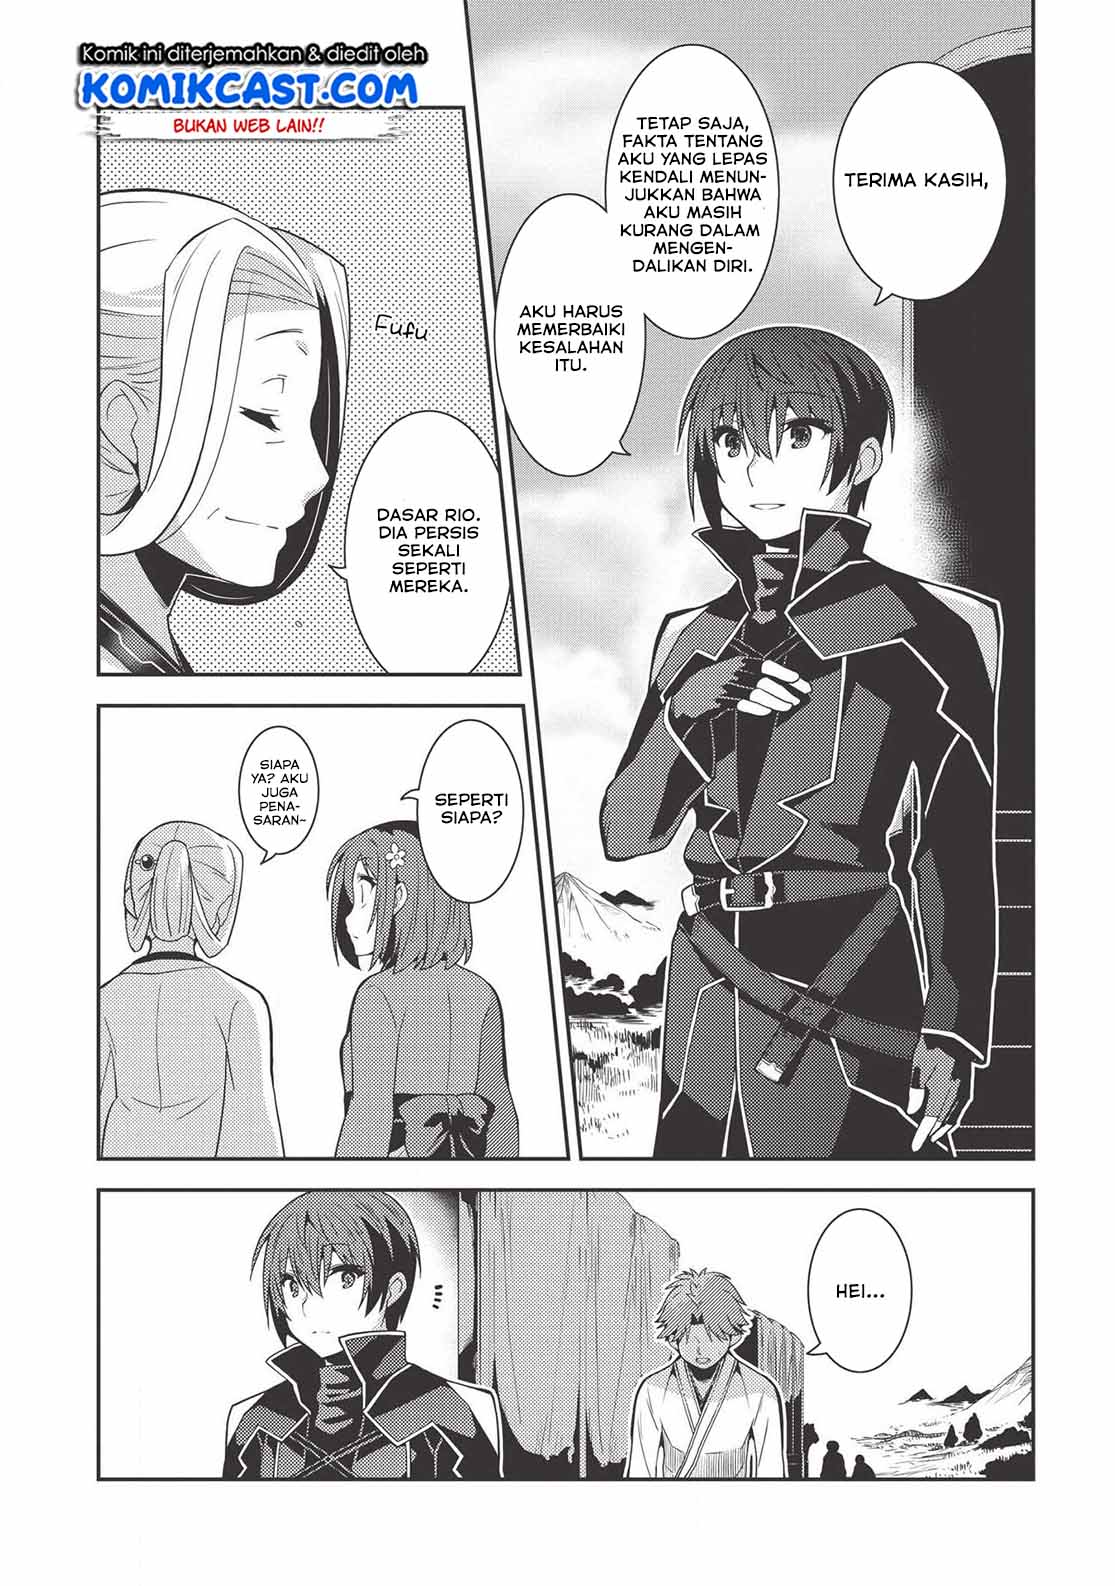 Komik ini diterjemahkan & diedit oleh
KOMIKCAST.COM
BUKAN WEB LAIN!!
TERIMA KASIH,
TETAP SAJA,
FAKTA TENTANG
AKU YANG LEPAS
KENDALI MENUN-
JUKKAN BAHWA
AKU MASIH
KURANG DALAM
MENGEN-
DALIKAN DIRI.
AKU HARUS
MEMERBAIKI
KESALAHAN
ITU.
Fufu
DASAR RIO.
DIA PERSIS
SEKALI
SEPERTI
MEREKA.
SEPERTI
SIAPA?
SIAPA
YA? AKU
JUGA
PENA-
SARAN~
HEI...